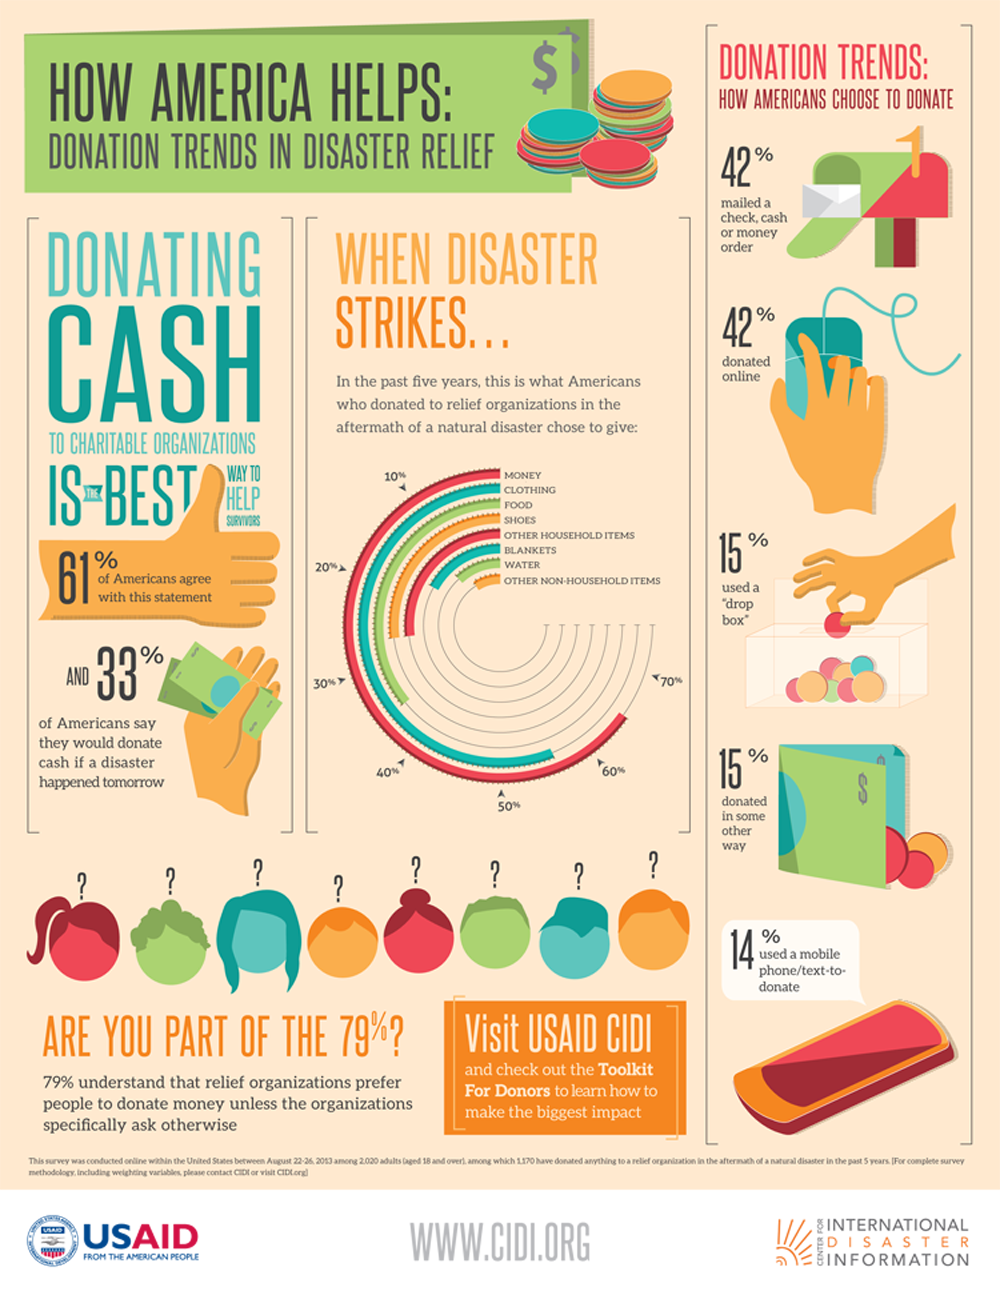 $ $
HOW AMERICA HELPS:
DONATION TRENDS IN DISASTER RELIEF
DONATING
CASH
TO CHARITABLE ORGANIZATIONS
IS THE BEST
WAY TO
HELP
SURVIVORS
61%
of Americans agree
with this statement
AND 33%
of Americans say
they would donate
cash if a disaster
happened tomorrow
WHEN DISASTER
STRIKES...
In the past five years, this is what Americans
who donated to relief organizations in the
aftermath of a natural disaster chose to give:
MONEY
CLOTHING
FOOD
SHOES
OTHER HOUSEHOLD ITEMS
BLANKETS
WATER
OTHER NON-HOUSEHOLD ITEMS
10%
20%
30%
40%
50%
60%
70%
DONATION TRENDS:
HOW AMERICANS CHOOSE TO DONATE
42%
mailed a
check, cash
or money
order
42%
donated
online
15%
used a
"drop
box"
15%
donated
in some
other
way
$
14%
used a mobile
phone/text-to-
donate
? ? ? ? ? ? ? ?
ARE YOU PART OF THE 79%?
79% understand that relief organizations prefer
people to donate money unless the organizations
specifically ask otherwise
Visit USAID CIDI
and check out the Toolkit
For Donors to learn how to
make the biggest impact
This survey was conducted online within the United States between August 22-26, 2013 among 2,020 adults (aged 18 and over), among which 1,170 have donated anything to a relief organization in the aftermath of a natural disaster in the past 5 years. [For complete survey
methodology, including weighting variables, please contact CIDI or visit CIDI.org]
USAID
USAID
FROM THE AMERICAN PEOPLE
WWW.CIDI.ORG
CENTER FOR
INTERNATIONAL
DISASTER
INFORMATION